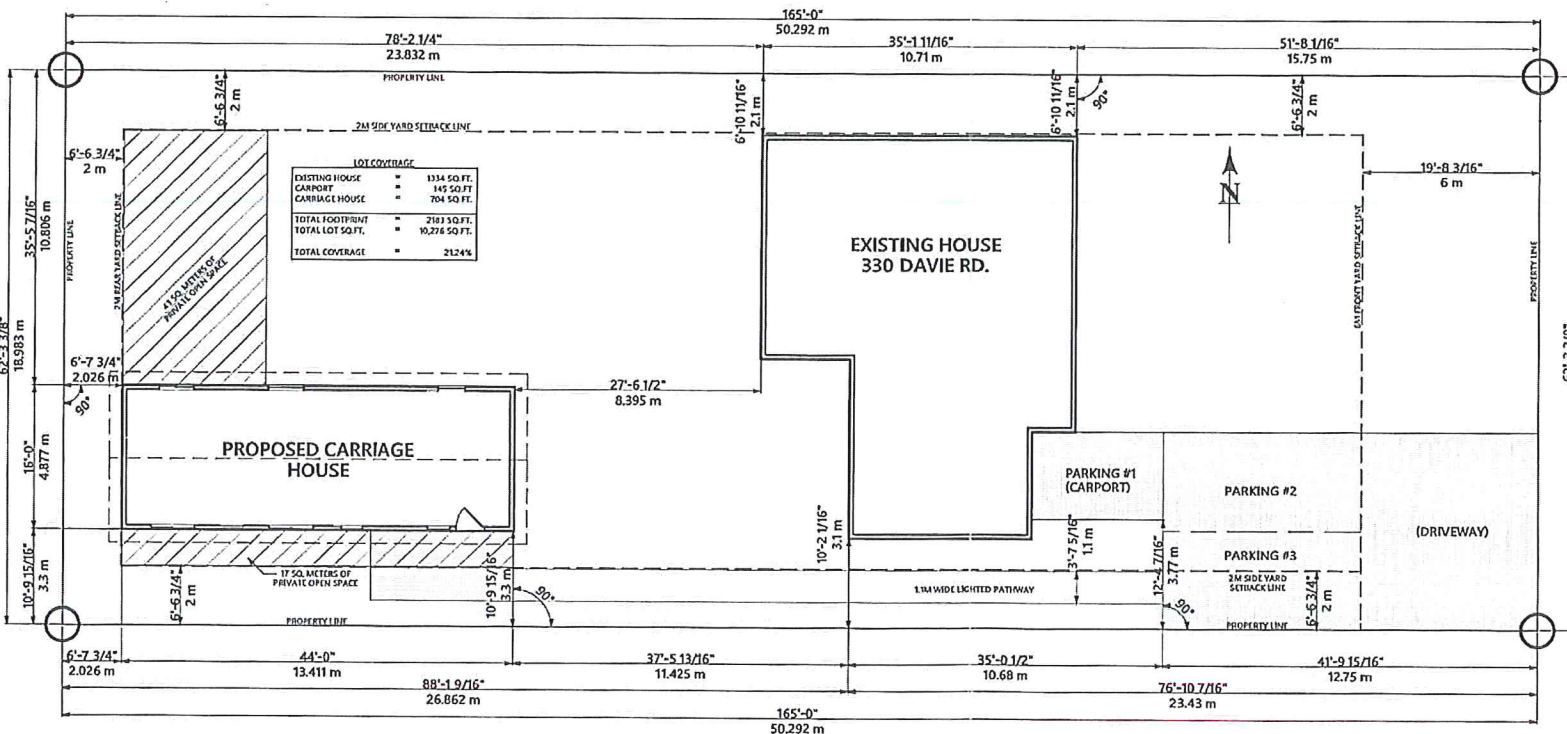 165'-0"
50.292 m
78'-2 1/4"
23.832 m
35'-1 11/16"
10.71 m
51'-8 1/16"
15.75 m
PROPERTY LINE
6'-6 3/4"
2 m
6'-10 11/16"
2.1 m
6'-10 11/16"
2.1 m
90°
6'-6 3/4"
2 m
2M SIDE YARD SETBACK LINE
6'-6 3/4"
2 m
19'-8 3/16"
6 m
LOT COVERAGE
EXISTING HOUSE = 1334 SQ.FT.
CARPORT = 145 SQ.FT
CARRIAGE HOUSE = 704 SQ.FT.
TOTAL FOOTPRINT = 2183 SQ.FT.
TOTAL LOT SQ.FT. = 10,276 SQ.FT.
TOTAL COVERAGE = 21.24%
N
35'-5 7/16"
10.806 m
PROPERTY LINE
2M REAR YARD SETBACK LINE
SQ. METERS OF
PRIVATE OPEN SPACE
EXISTING HOUSE
330 DAVIE RD.
6M FRONT YARD SETBACK LINE
PROPERTY LINE
62'-3 3/8"
18.983 m
6'-7 3/4"
2.026 m
90°
27'-6 1/2"
8.395 m
16'-0"
4.877 m
PROPOSED CARRIAGE
HOUSE
PARKING #1
(CARPORT)
PARKING #2
(DRIVEWAY)
PARKING #3
10'-9 15/16"
3.3 m
17 SQ. METERS OF
PRIVATE OPEN SPACE
6'-6 3/4"
2 m
10'-9 15/16"
3.3 m
90°
10'-2 1/16"
3.1 m
3'-7 5/16"
1.1 m
12'-4 7/16"
3.77 m
1.1M WIDE LIGHTED PATHWAY
2M SIDE YARD
SETBACK LINE
6'-6 3/4"
2 m
90°
PROPERTY LINE
PROPERTY LINE
6'-7 3/4"
2.026 m
44'-0"
13.411 m
37'-5 13/16"
11.425 m
35'-0 1/2"
10.68 m
41'-9 15/16"
12.75 m
88'-1 9/16"
26.862 m
76'-10 7/16"
23.43 m
165'-0"
50.292 m